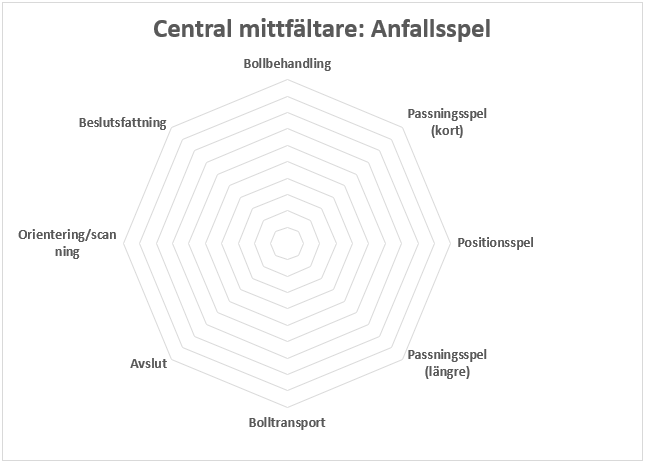 Central mittfältare: Anfallsspel
Bollbehandling
Passningsspel
(kort)
Positionsspel
Passningsspel
(längre)
Bolltransport
Avslut
Orientering/scan
ning
Beslutsfattning